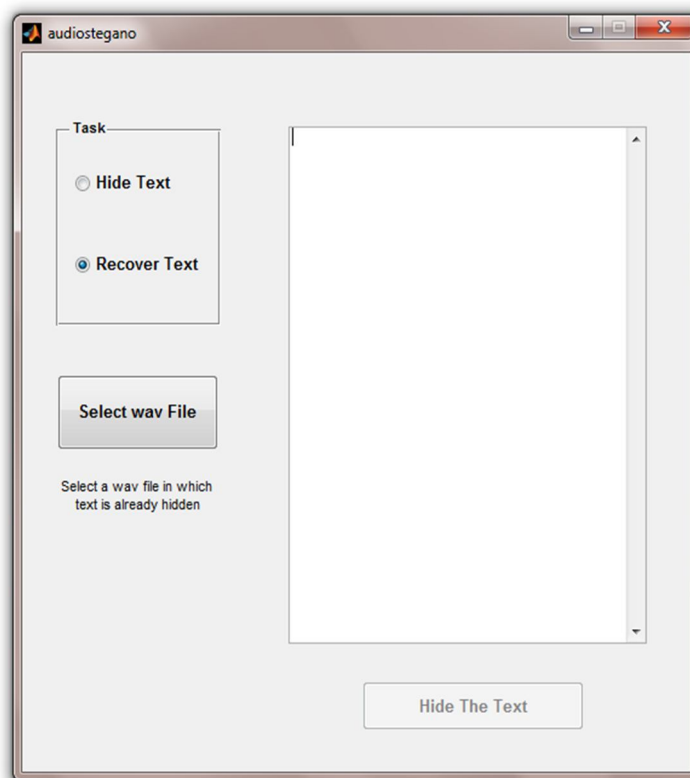 audiostegano
Task
Hide Text
Recover Text
Select wav File
Select a wav file in which
text is already hidden
Hide The Text